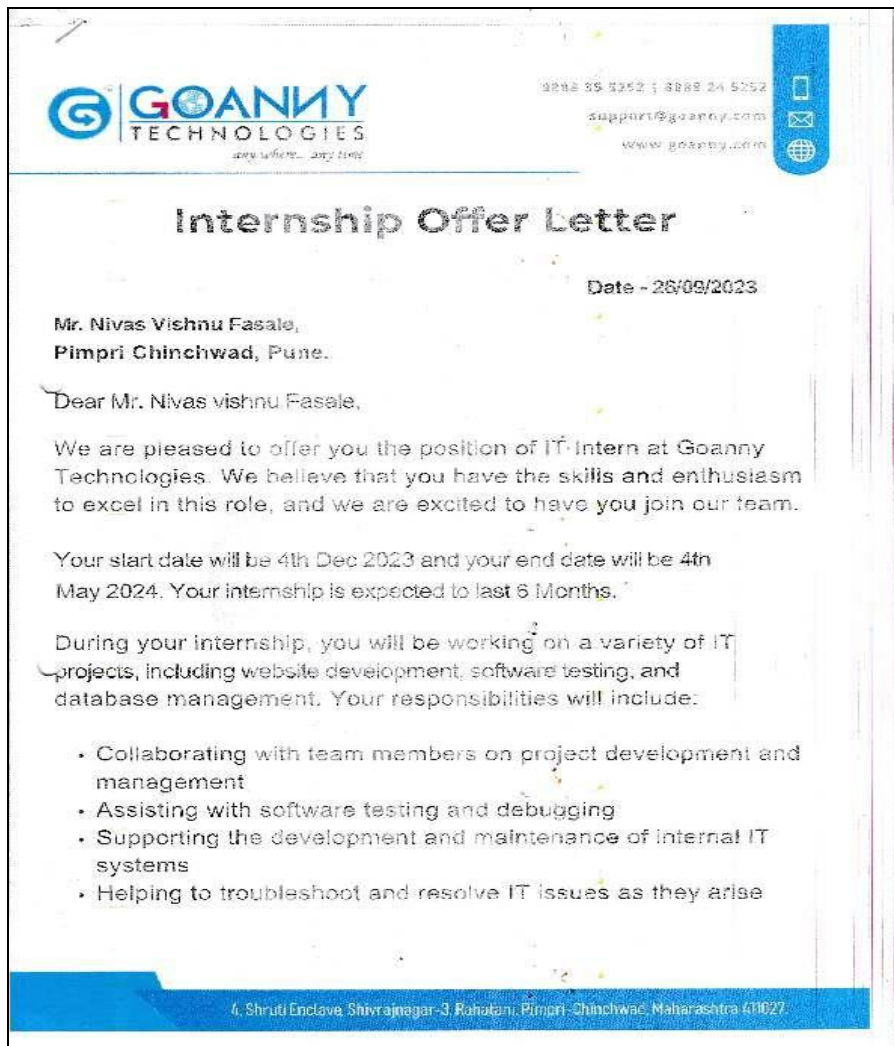 GOANNY
TECHNOLOGIES
any where... any time
support@goanny.com
www.goanny.com
Internship Offer Letter
Date - 26/09/2023
Mr. Nivas Vishnu Fasale,
Pimpri Chinchwad, Pune.
Dear Mr. Nivas vishnu Fasale,
We are pleased to offer you the position of IT Intern at Goanny
Technologies. We believe that you have the skills and enthusiasm
to excel in this role, and we are excited to have you join our team.
Your start date will be 4th Dec 2023 and your end date will be 4th
May 2024. Your internship is expected to last 6 Months.
During your internship, you will be working on a variety of IT
projects, including website development, software testing, and
database management. Your responsibilities will include:
• Collaborating with team members on project development and
management
• Assisting with software testing and debugging
• Supporting the development and maintenance of internal IT
systems
• Helping to troubleshoot and resolve IT issues as they arise
4, Shruti Enclave, Shivrajnagar-3, Rahatani, Pimpri-Chinchwad, Maharashtra